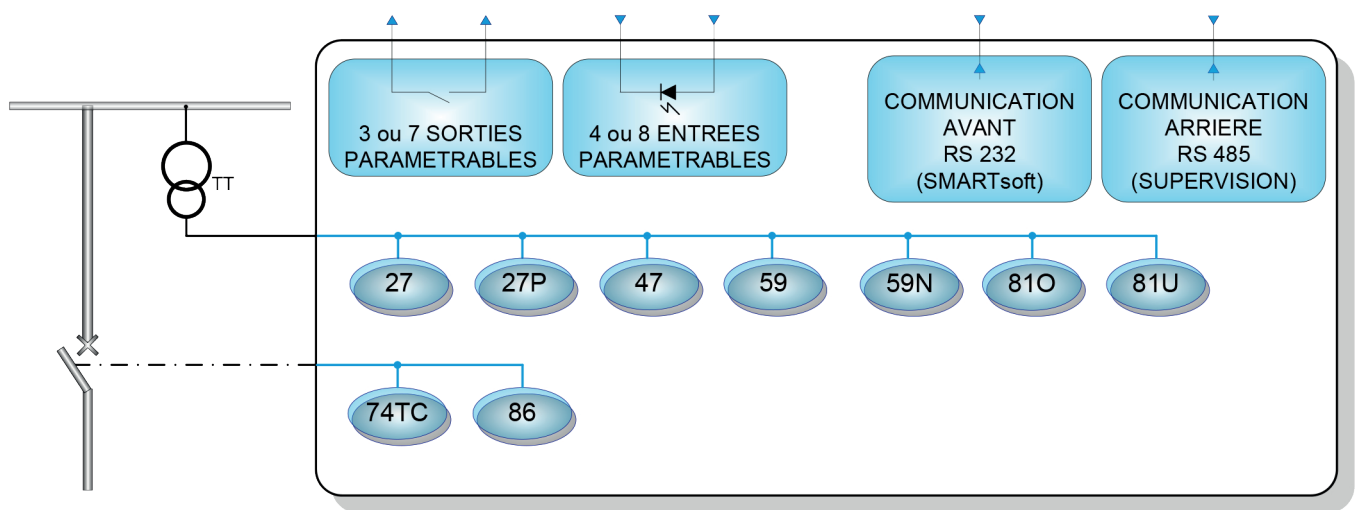 3 ou 7 SORTIES
PARAMETRABLES
4 ou 8 ENTREES
PARAMETRABLES
COMMUNICATION
AVANT
RS 232
(SMARTsoft)
COMMUNICATION
ARRIERE
RS 485
(SUPERVISION)
TT
27
27P
47
59
59N
81O
81U
74TC
86